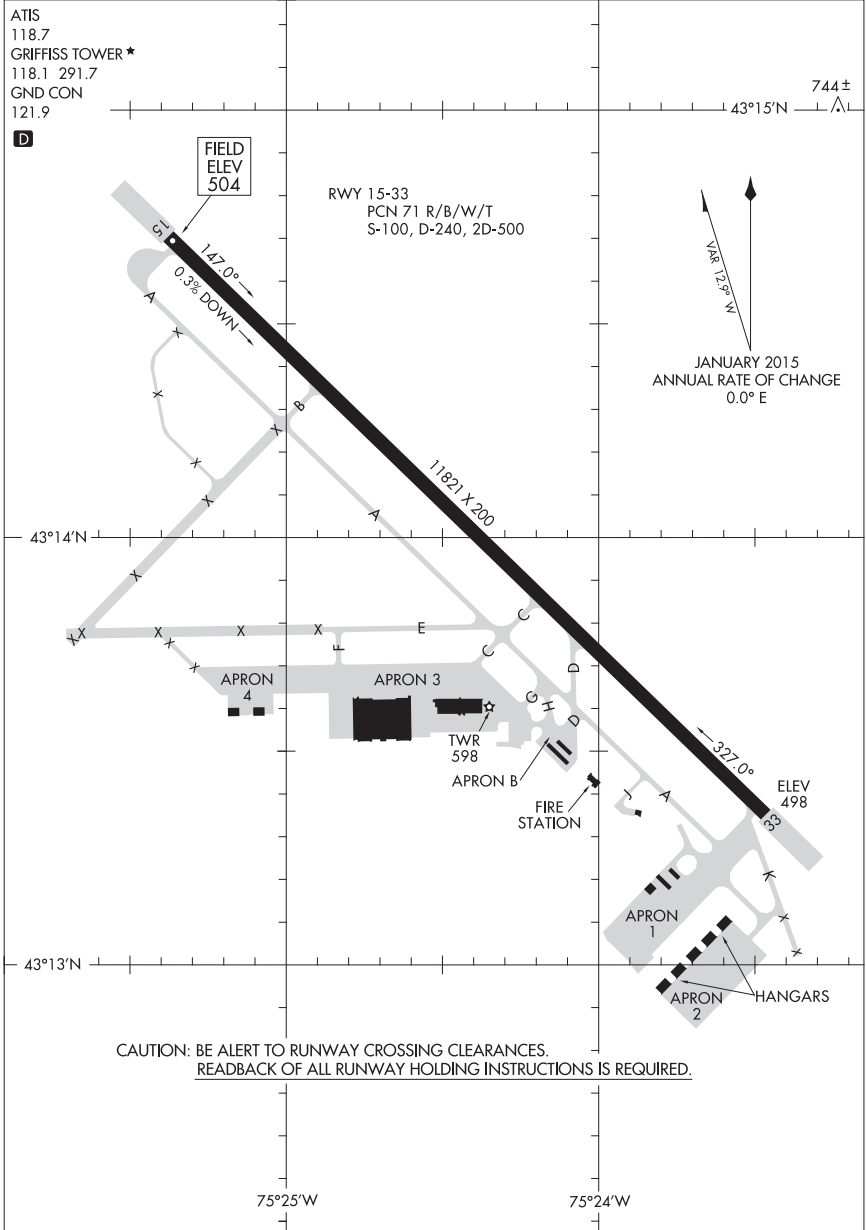 ATIS
118.7
GRIFFISS TOWER ★
118.1 291.7
GND CON
121.9
D
744±
43°15'N
FIELD
ELEV
504
RWY 15-33
PCN 71 R/B/W/T
S-100, D-240, 2D-500
VAR 12.9° W
JANUARY 2015
ANNUAL RATE OF CHANGE
0.0° E
15
147.0°
0.3% DOWN
A
X
X
B
X
X
X
11821 X 200
A
43°14'N
X
X
X
X
X
X
E
C
X
X
F
C
D
APRON
4
APRON 3
G
H
D
TWR
598
APRON B
FIRE
STATION
J
A
327.0°
ELEV
498
33
K
X
X
APRON
1
43°13'N
APRON
2
HANGARS
CAUTION: BE ALERT TO RUNWAY CROSSING CLEARANCES.
READBACK OF ALL RUNWAY HOLDING INSTRUCTIONS IS REQUIRED.
75°25'W
75°24'W